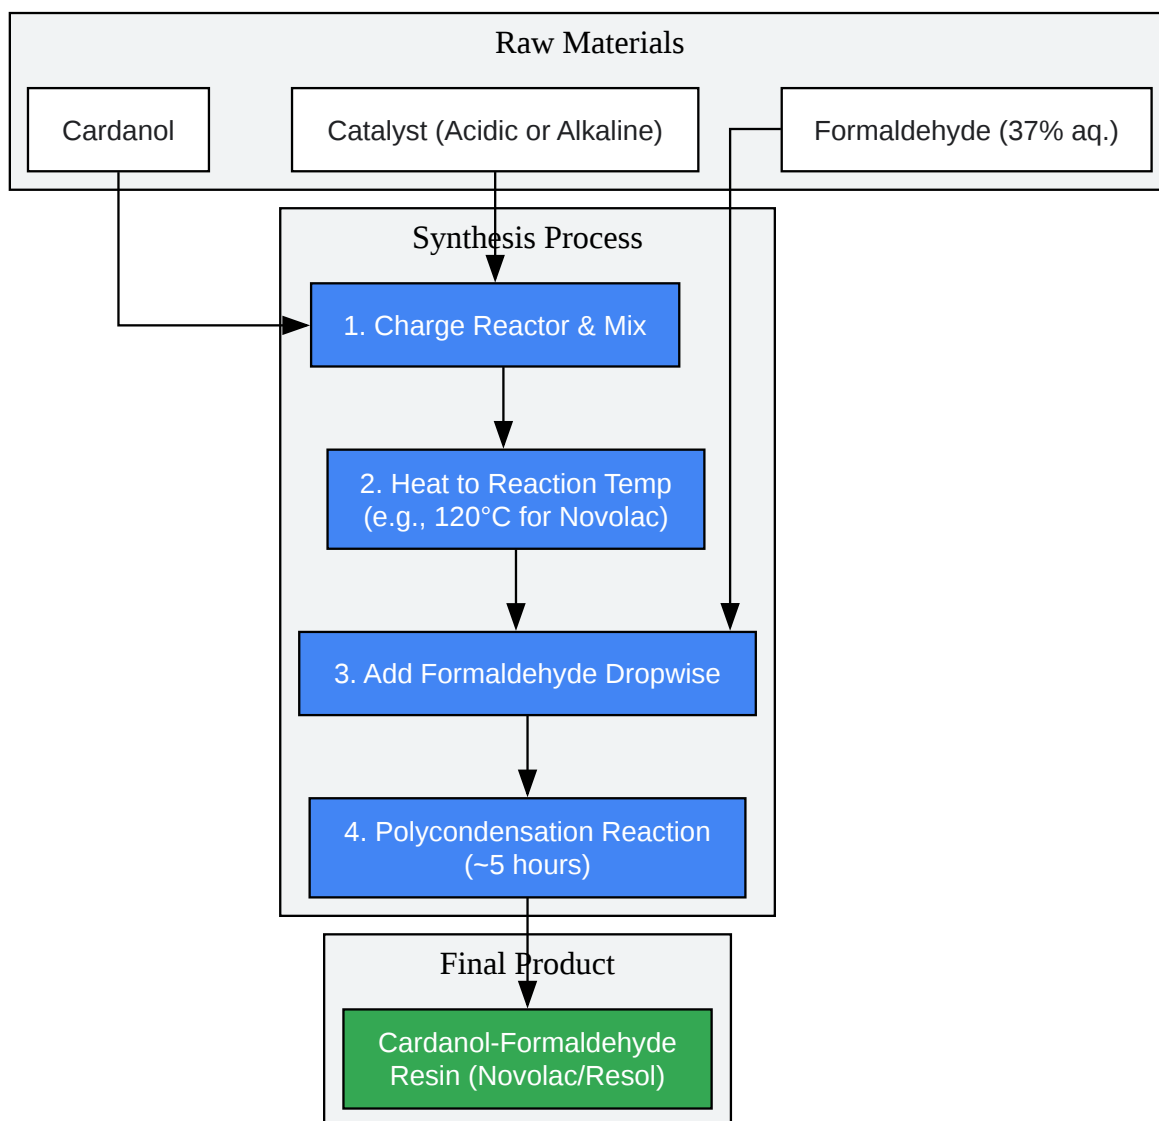 Raw Materials
Cardanol
Catalyst (Acidic or Alkaline)
Formaldehyde (37% aq.)
Synthesis Process
1. Charge Reactor & Mix
2. Heat to Reaction Temp
(e.g., 120°C for Novolac)
3. Add Formaldehyde Dropwise
4. Polycondensation Reaction
(~5 hours)
Final Product
Cardanol-Formaldehyde
Resin (Novolac/Resol)